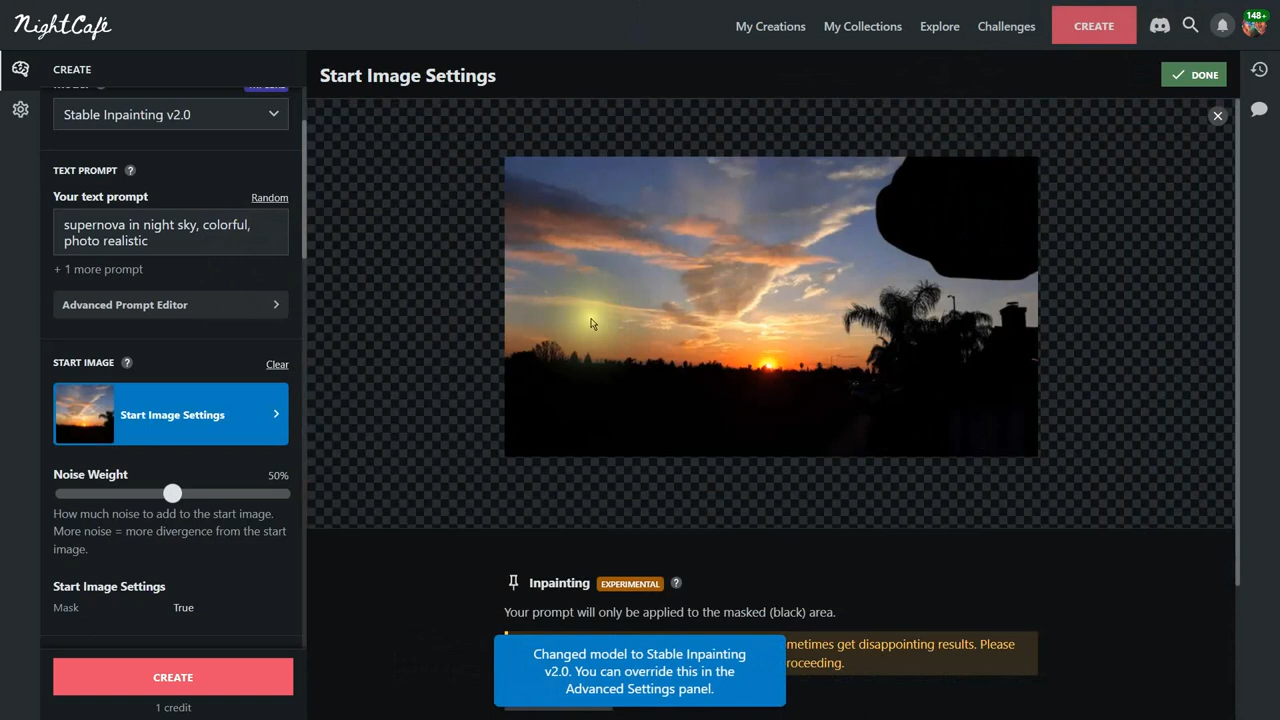 NightCafé
My Creations
My Collections
Explore
Challenges
CREATE
148+
CREATE
Start Image Settings
DONE
Stable Inpainting v2.0
TEXT PROMPT ?
Your text prompt
Random
supernova in night sky, colorful,
photo realistic
+ 1 more prompt
Advanced Prompt Editor
START IMAGE ?
Clear
Start Image Settings
Noise Weight
50%
How much noise to add to the start image.
More noise = more divergence from the start
image.
Start Image Settings
Mask
True
CREATE
1 credit
Inpainting EXPERIMENTAL ?
Your prompt will only be applied to the masked (black) area.
metimes get disappointing results. Please
roceeding.
Changed model to Stable Inpainting
v2.0. You can override this in the
Advanced Settings panel.